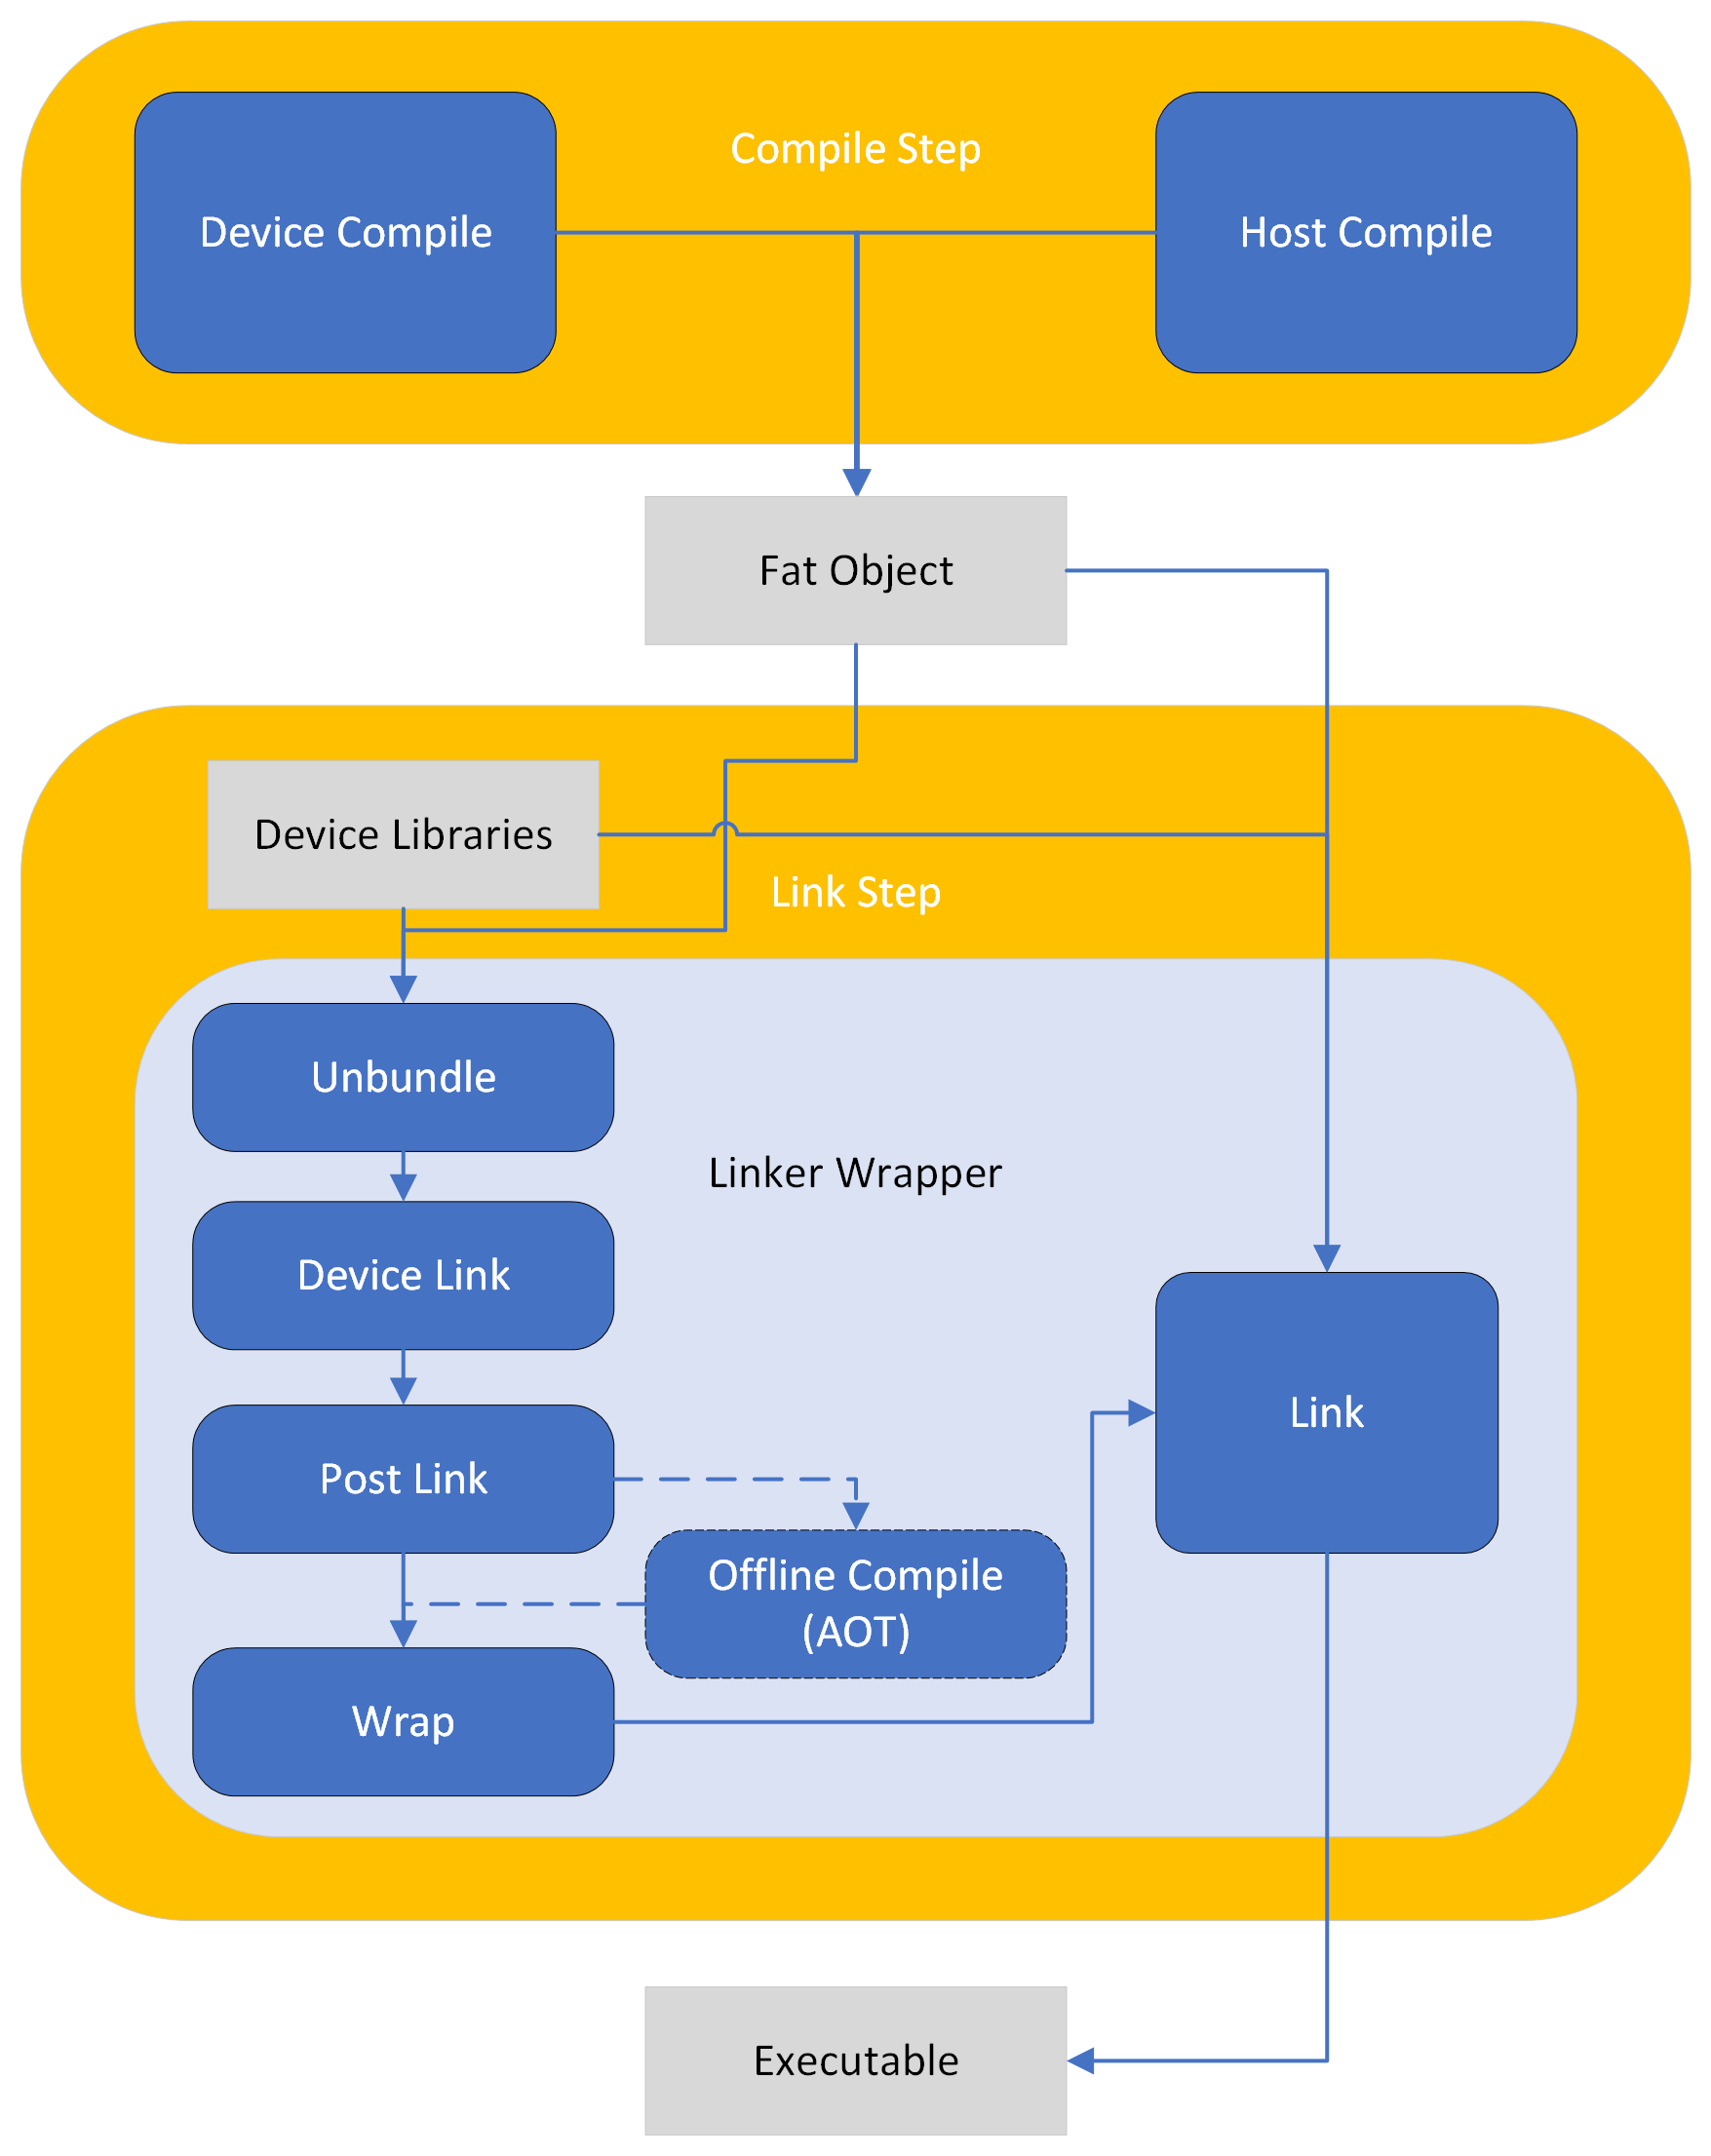 Compile Step
Device Compile
Host Compile
Fat Object
Device Libraries
Link Step
Unbundle
Linker Wrapper
Device Link
Link
Post Link
Offline Compile
(AOT)
Wrap
Executable